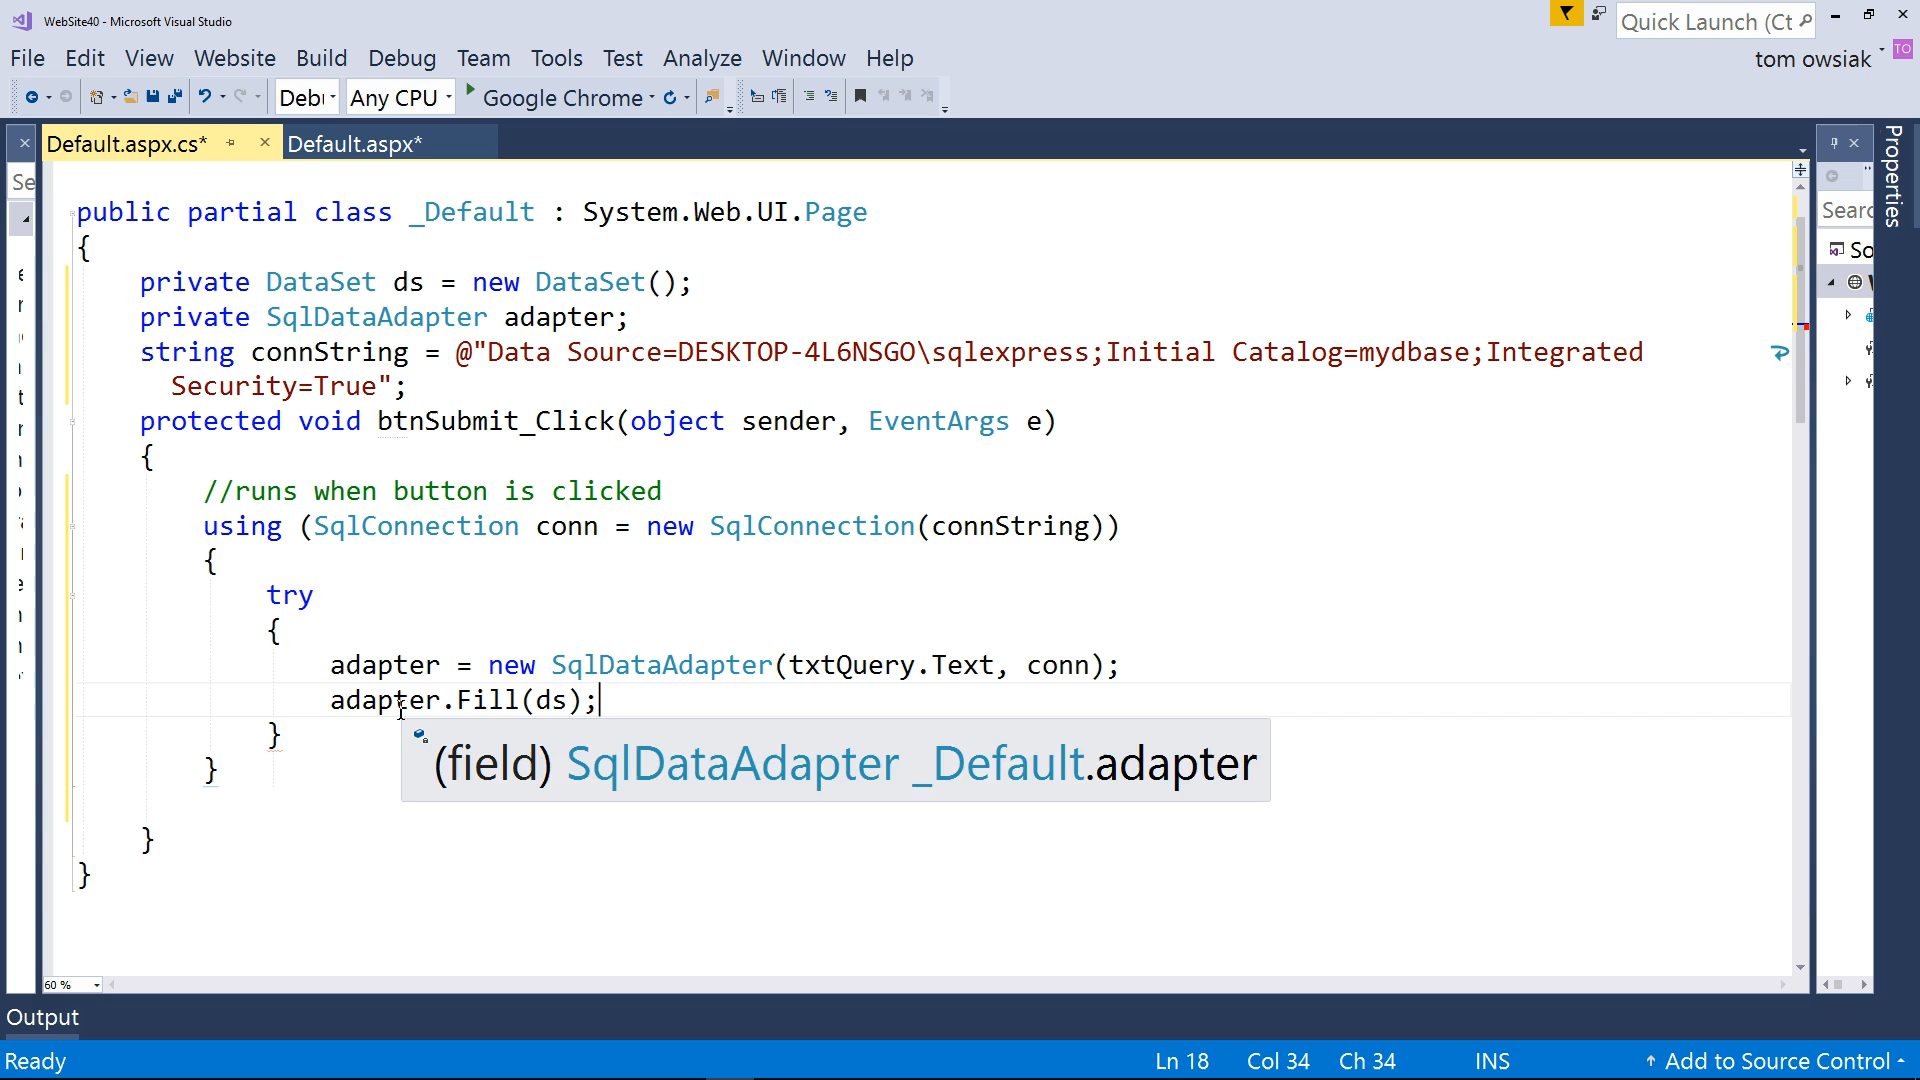 WebSite40 - Microsoft Visual Studio
Quick Launch (Ct
File Edit View Website Build Debug Team Tools Test Analyze Window Help
tom owsiak
TO
Any CPU
Google Chrome
Default.aspx.cs*
Default.aspx*
Properties
public partial class _Default : System.Web.UI.Page
{
private DataSet ds = new DataSet();
private SqlDataAdapter adapter;
string connString = @"Data Source=DESKTOP-4L6NSGO\sqlexpress;Initial Catalog=mydbase;Integrated
Security=True";
protected void btnSubmit_Click(object sender, EventArgs e)
{
//runs when button is clicked
using (SqlConnection conn = new SqlConnection(connString))
{
try
{
adapter = new SqlDataAdapter(txtQuery.Text, conn);
adapter.Fill(ds);
}
(field) SqlDataAdapter _Default.adapter
}
}
}
60 %
Output
Ready
Ln 18
Col 34
Ch 34
INS
Add to Source Control